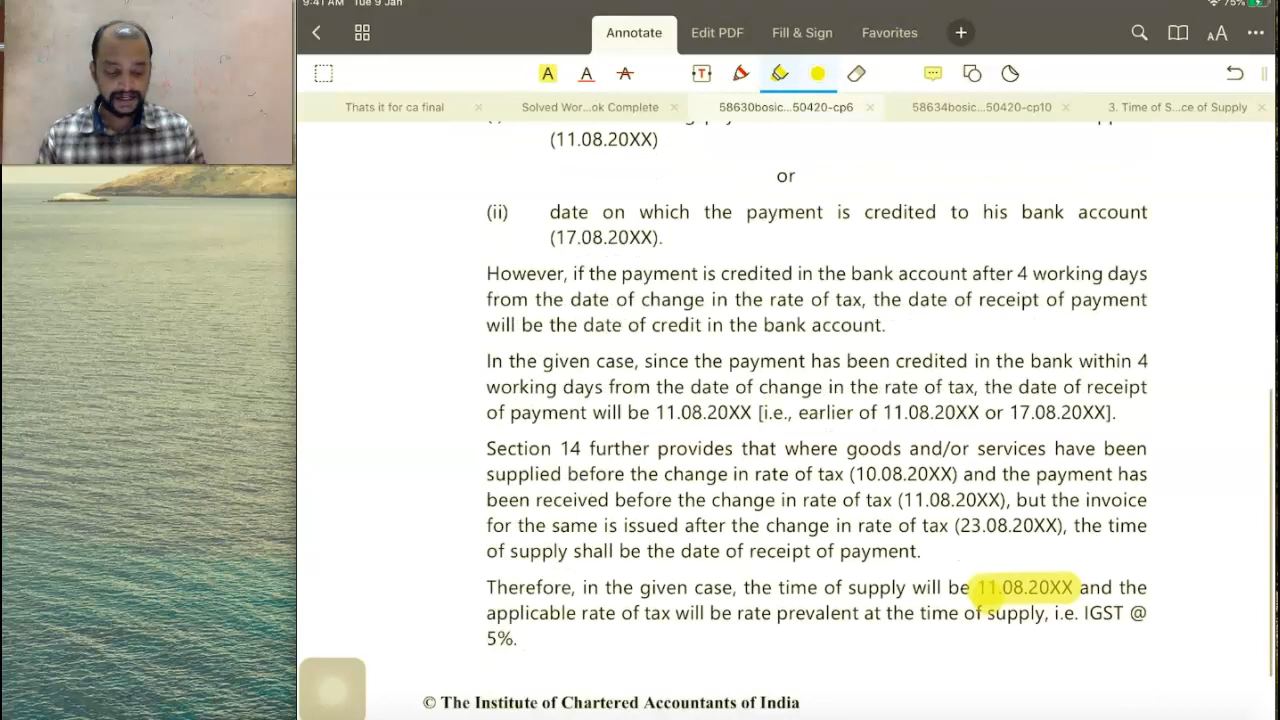 9:41 AM Tue 9 Jan
75%
Annotate Edit PDF Fill & Sign Favorites
Thats it for ca final Solved Wor...ok Complete 58630bosic...50420-cp6 58634bosic...50420-cp10 3. Time of S...ce of Supply
(11.08.20XX)
or
(ii) date on which the payment is credited to his bank account
(17.08.20XX).
However, if the payment is credited in the bank account after 4 working days
from the date of change in the rate of tax, the date of receipt of payment
will be the date of credit in the bank account.
In the given case, since the payment has been credited in the bank within 4
working days from the date of change in the rate of tax, the date of receipt
of payment will be 11.08.20XX [i.e., earlier of 11.08.20XX or 17.08.20XX].
Section 14 further provides that where goods and/or services have been
supplied before the change in rate of tax (10.08.20XX) and the payment has
been received before the change in rate of tax (11.08.20XX), but the invoice
for the same is issued after the change in rate of tax (23.08.20XX), the time
of supply shall be the date of receipt of payment.
Therefore, in the given case, the time of supply will be 11.08.20XX and the
applicable rate of tax will be rate prevalent at the time of supply, i.e. IGST @
5%.
© The Institute of Chartered Accountants of India